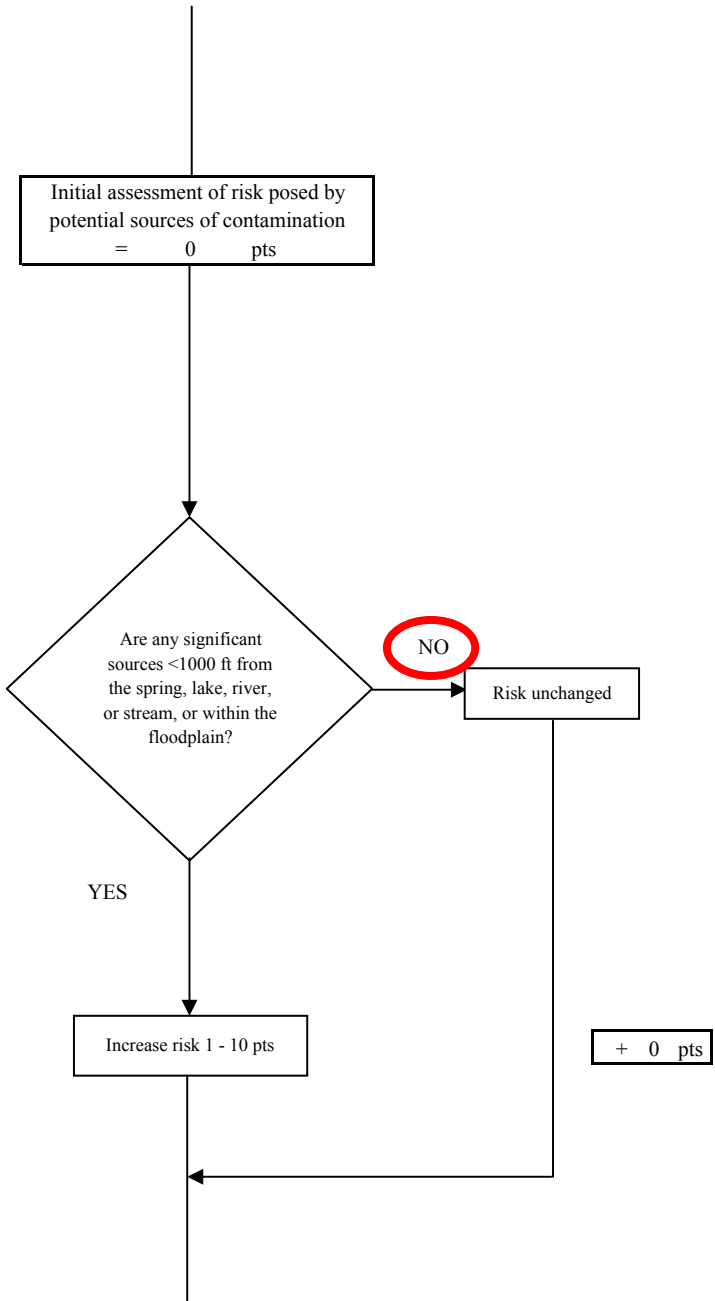 Initial assessment of risk posed by
potential sources of contamination
= 0 pts
Are any significant
sources <1000 ft from
the spring, lake, river,
or stream, or within the
floodplain?
NO
Risk unchanged
YES
Increase risk 1 - 10 pts
+ 0 pts